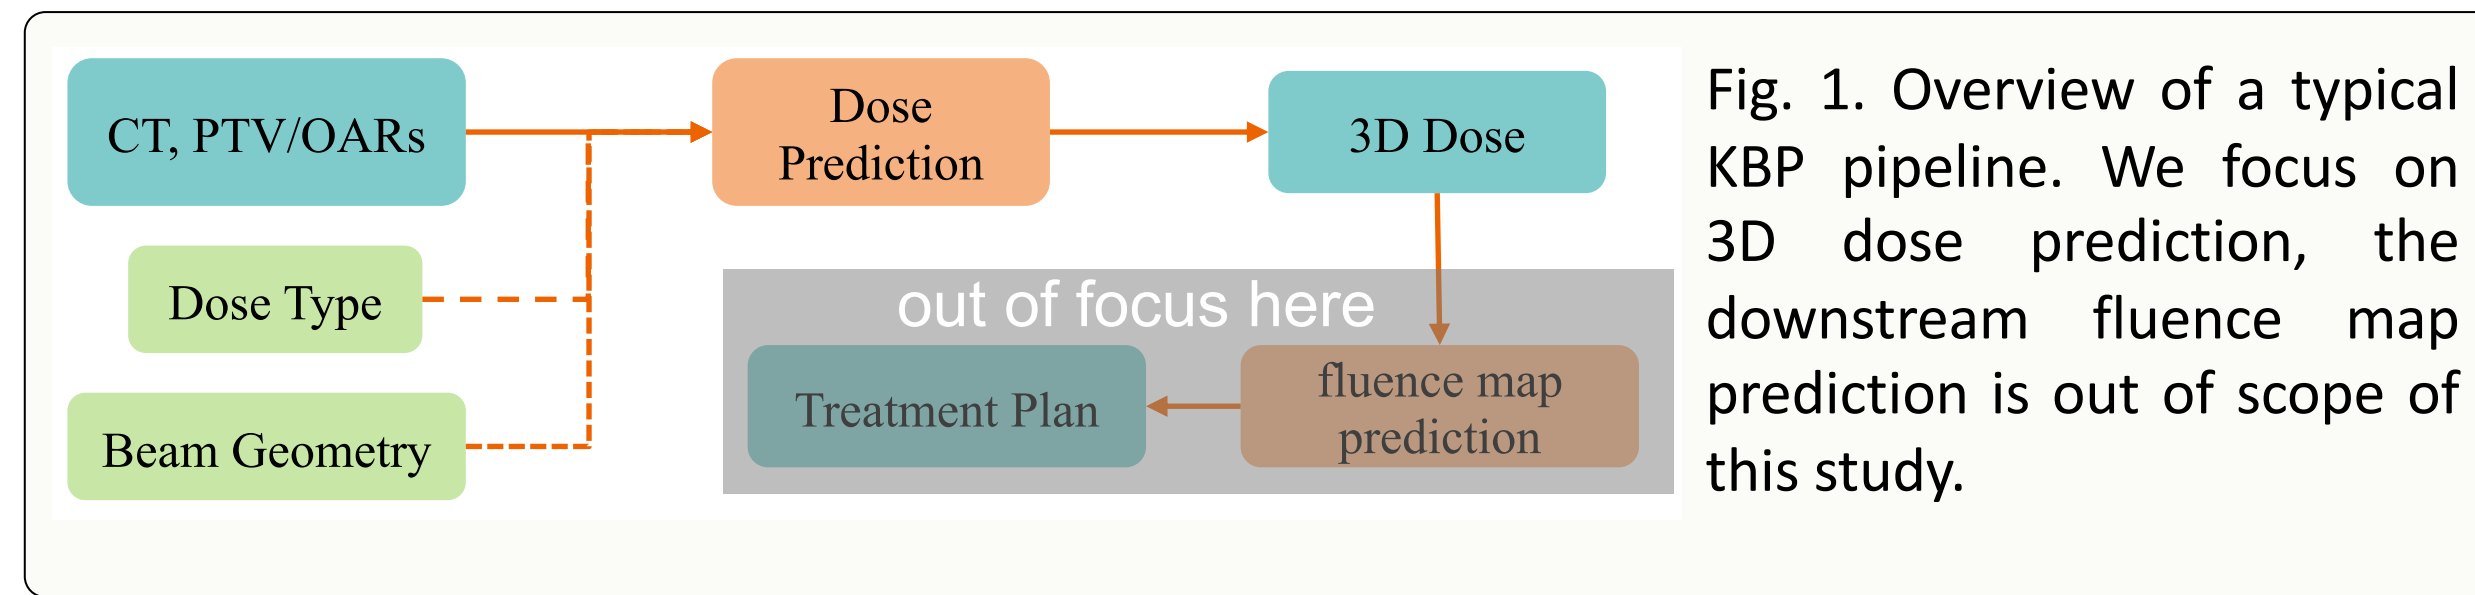 CT, PTV/OARs
Dose
Prediction
3D Dose
Dose Type
Beam Geometry
out of focus here
Treatment Plan
fluence map
prediction
Fig. 1. Overview of a typical
KBP pipeline. We focus on
3D dose prediction, the
downstream fluence map
prediction is out of scope of
this study.